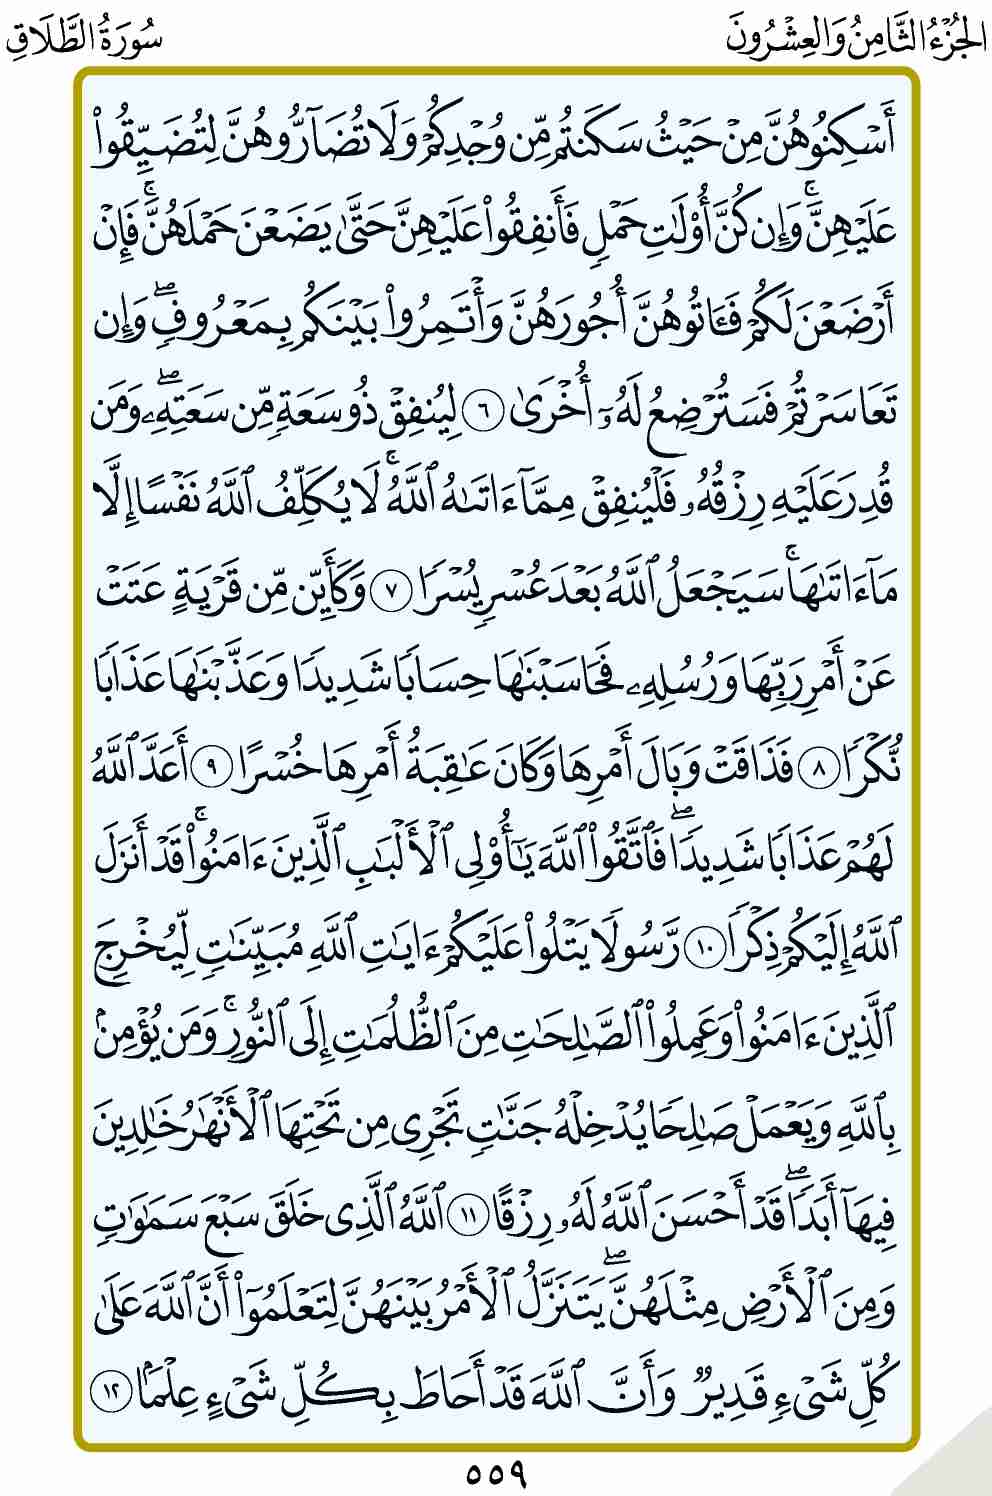 الجُزْءُ الثَّامِنُ وَالعِشْرُونَ
سُورَةُ الطَّلَاقِ
أَسْكِنُوهُنَّ مِنْ حَيْثُ سَكَنتُم مِّن وُجْدِكُمْ وَلَا تُضَآرُّوهُنَّ لِتُضَيِّقُوا۟
عَلَيْهِنَّ ۚ وَإِن كُنَّ أُو۟لَـٰتِ حَمْلٍ فَأَنفِقُوا۟ عَلَيْهِنَّ حَتَّىٰ يَضَعْنَ حَمْلَهُنَّ ۚ فَإِنْ
أَرْضَعْنَ لَكُمْ فَـَٔاتُوهُنَّ أُجُورَهُنَّ وَأْتَمِرُوا۟ بَيْنَكُم بِمَعْرُوفٍ ۖ وَإِن
تَعَاسَرْتُمْ فَسَتُرْضِعُ لَهُۥٓ أُخْرَىٰ ٦ لِيُنفِقْ ذُو سَعَةٍ مِّن سَعَتِهِۦ ۖ وَمَن
قُدِرَ عَلَيْهِ رِزْقُهُۥ فَلْيُنفِقْ مِمَّآ ءَاتَىٰهُ ٱللَّهُ ۚ لَا يُكَلِّفُ ٱللَّهُ نَفْسًا إِلَّا
مَآ ءَاتَىٰهَا ۚ سَيَجْعَلُ ٱللَّهُ بَعْدَ عُسْرٍ يُسْرًا ٧ وَكَأَيِّن مِّن قَرْيَةٍ عَتَتْ
عَنْ أَمْرِ رَبِّهَا وَرُسُلِهِۦ فَحَاسَبْنَـٰهَا حِسَابًا شَدِيدًا وَعَذَّبْنَـٰهَا عَذَابًا
نُّكْرًا ٨ فَذَاقَتْ وَبَالَ أَمْرِهَا وَكَانَ عَـٰقِبَةُ أَمْرِهَا خُسْرًا ٩ أَعَدَّ ٱللَّهُ
لَهُمْ عَذَابًا شَدِيدًا ۖ فَٱتَّقُوا۟ ٱللَّهَ يَـٰٓأُو۟لِى ٱلْأَلْبَـٰبِ ٱلَّذِينَ ءَامَنُوا۟ ۚ قَدْ أَنزَلَ
ٱللَّهُ إِلَيْكُمْ ذِكْرًا ١٠ رَّسُولًا يَتْلُوا۟ عَلَيْكُمْ ءَايَـٰتِ ٱللَّهِ مُبَيِّنَـٰتٍ لِّيُخْرِجَ
ٱلَّذِينَ ءَامَنُوا۟ وَعَمِلُوا۟ ٱلصَّـٰلِحَـٰتِ مِنَ ٱلظُّلُمَـٰتِ إِلَى ٱلنُّورِ ۚ وَمَن يُؤْمِنۢ
بِٱللَّهِ وَيَعْمَلْ صَـٰلِحًا يُدْخِلْهُ جَنَّـٰتٍ تَجْرِى مِن تَحْتِهَا ٱلْأَنْهَـٰرُ خَـٰلِدِينَ
فِيهَآ أَبَدًا ۖ قَدْ أَحْسَنَ ٱللَّهُ لَهُۥ رِزْقًا ١١ ٱللَّهُ ٱلَّذِى خَلَقَ سَبْعَ سَمَـٰوَٰتٍ
وَمِنَ ٱلْأَرْضِ مِثْلَهُنَّ ۖ يَتَنَزَّلُ ٱلْأَمْرُ بَيْنَهُنَّ لِتَعْلَمُوٓا۟ أَنَّ ٱللَّهَ عَلَىٰ
كُلِّ شَىْءٍ قَدِيرٌ وَأَنَّ ٱللَّهَ قَدْ أَحَاطَ بِكُلِّ شَىْءٍ عِلْمًۢا ١٢
٥٥٩